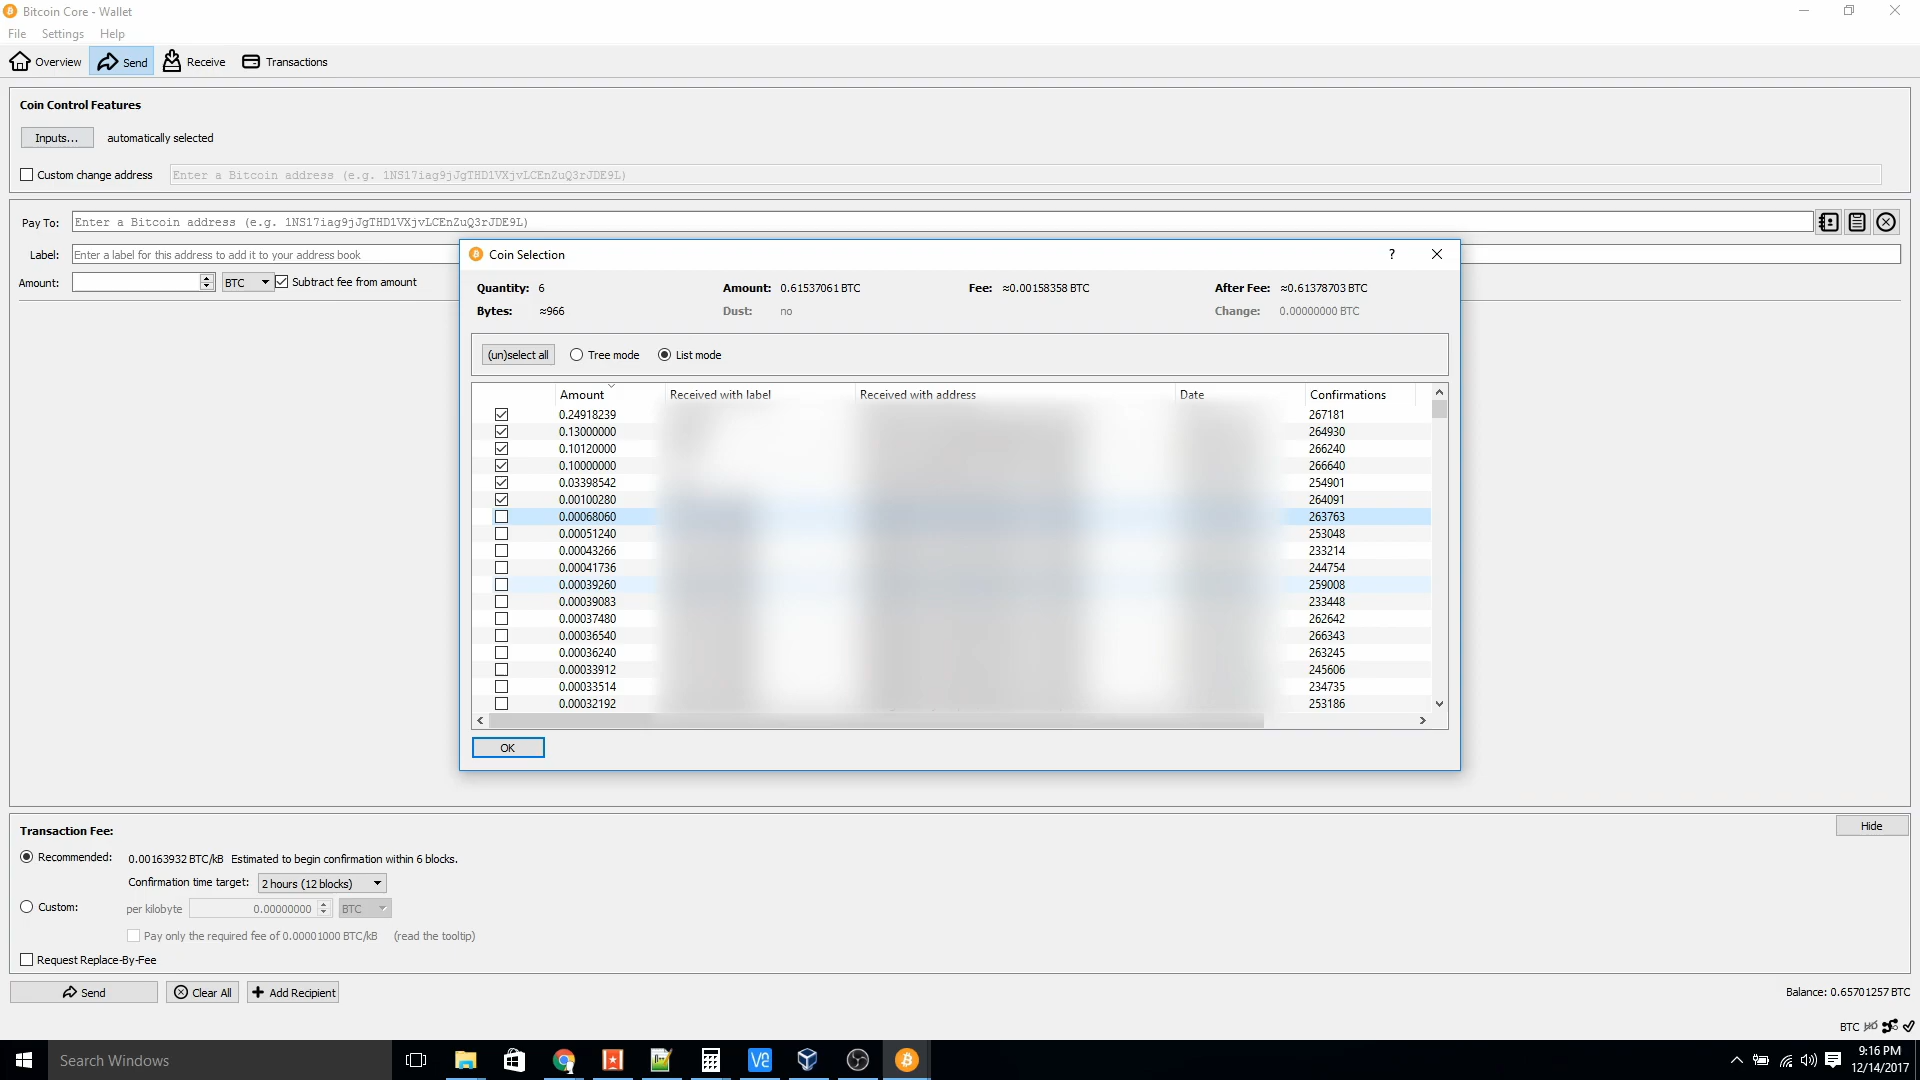 Bitcoin Core - Wallet
File Settings Help
Overview Send Receive Transactions
Coin Control Features
Inputs... automatically selected
Custom change address Enter a Bitcoin address (e.g. 1NS17iag9jJgTHD1VXjvLCEnZuQ3rJDE9L)
Pay To: Enter a Bitcoin address (e.g. 1NS17iag9jJgTHD1VXjvLCEnZuQ3rJDE9L)
Label: Enter a label for this address to add it to your address book
Amount: BTC Subtract fee from amount
Coin Selection ?
Quantity: 6 Amount: 0.61537061 BTC Fee: ≈0.00158358 BTC After Fee: ≈0.61378703 BTC
Bytes: ≈966 Dust: no Change: 0.00000000 BTC
(un)select all Tree mode List mode
Amount Received with label Received with address Date Confirmations
0.24918239 267181
0.13000000 264930
0.10120000 266240
0.10000000 266640
0.03398542 254901
0.00100280 264091
0.00068060 263763
0.00051240 253048
0.00043266 233214
0.00041736 244754
0.00039260 259008
0.00039083 233448
0.00037480 262642
0.00036540 266343
0.00036240 263245
0.00033912 245606
0.00033514 234735
0.00032192 253186
OK
Transaction Fee: Hide
Recommended: 0.00163932 BTC/kB Estimated to begin confirmation within 6 blocks.
Confirmation time target: 2 hours (12 blocks)
Custom: per kilobyte 0.00000000 BTC
Pay only the required fee of 0.00001000 BTC/kB (read the tooltip)
Request Replace-By-Fee
Send Clear All Add Recipient Balance: 0.65701257 BTC
BTC HD
Search Windows 9:16 PM
12/14/2017